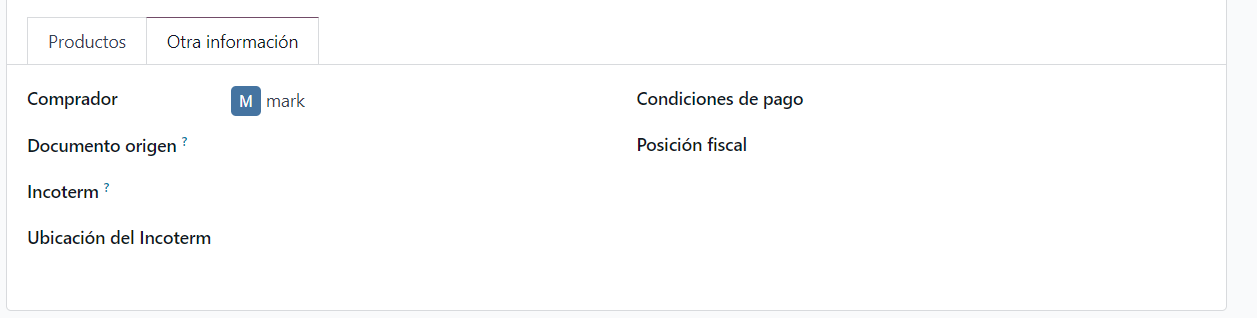 Productos
Otra información
Comprador
M mark
Condiciones de pago
Documento origen ?
Posición fiscal
Incoterm ?
Ubicación del Incoterm